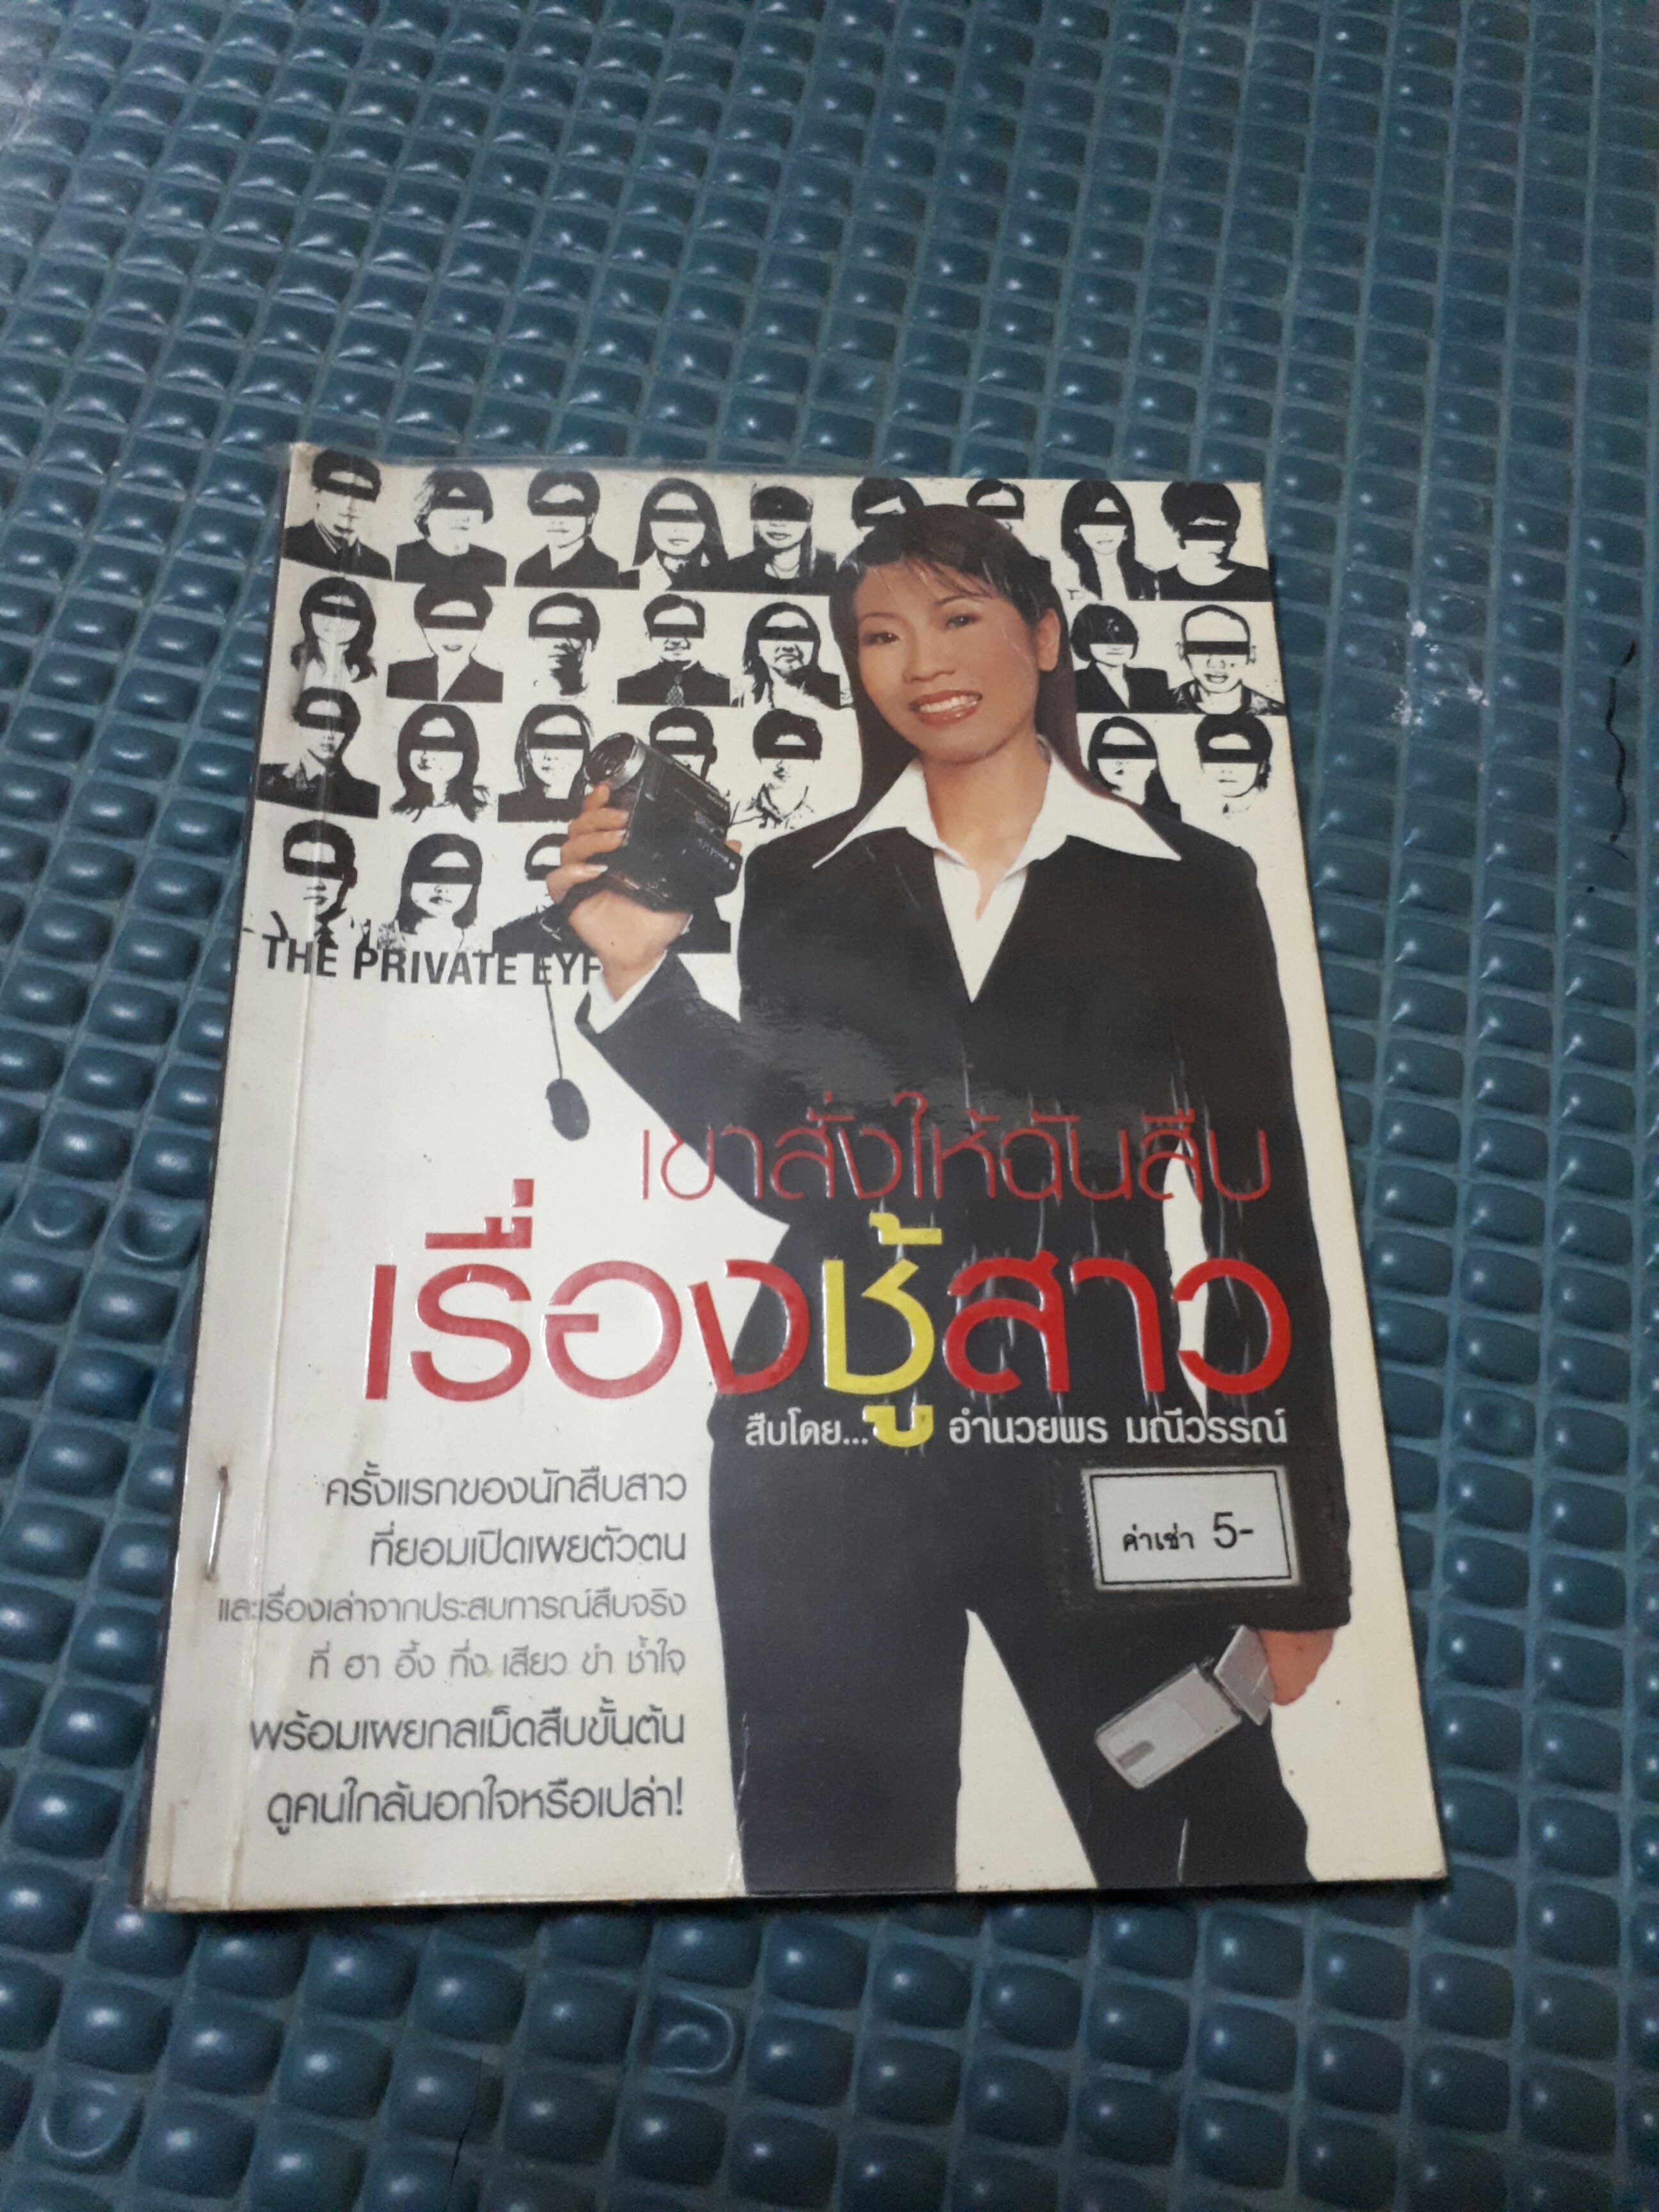 THE PRIVATE EYE
เขาสั่งให้ฉันสืบ
เรื่องชู้สาว
สืบโดย... อำนวยพร มณีวรรณ์
ครั้งแรกของนักสืบสาว
ที่ยอมเปิดเผยตัวตน
และเรื่องเล่าจากประสบการณ์สืบจริง
ที่ ฮา อึ้ง ทึ่ง เสียว ขำ ช้ำใจ
พร้อมเผยกลเม็ดสืบขั้นต้น
ดูคนใกล้นอกใจหรือเปล่า!
ค่าเช่า 5-